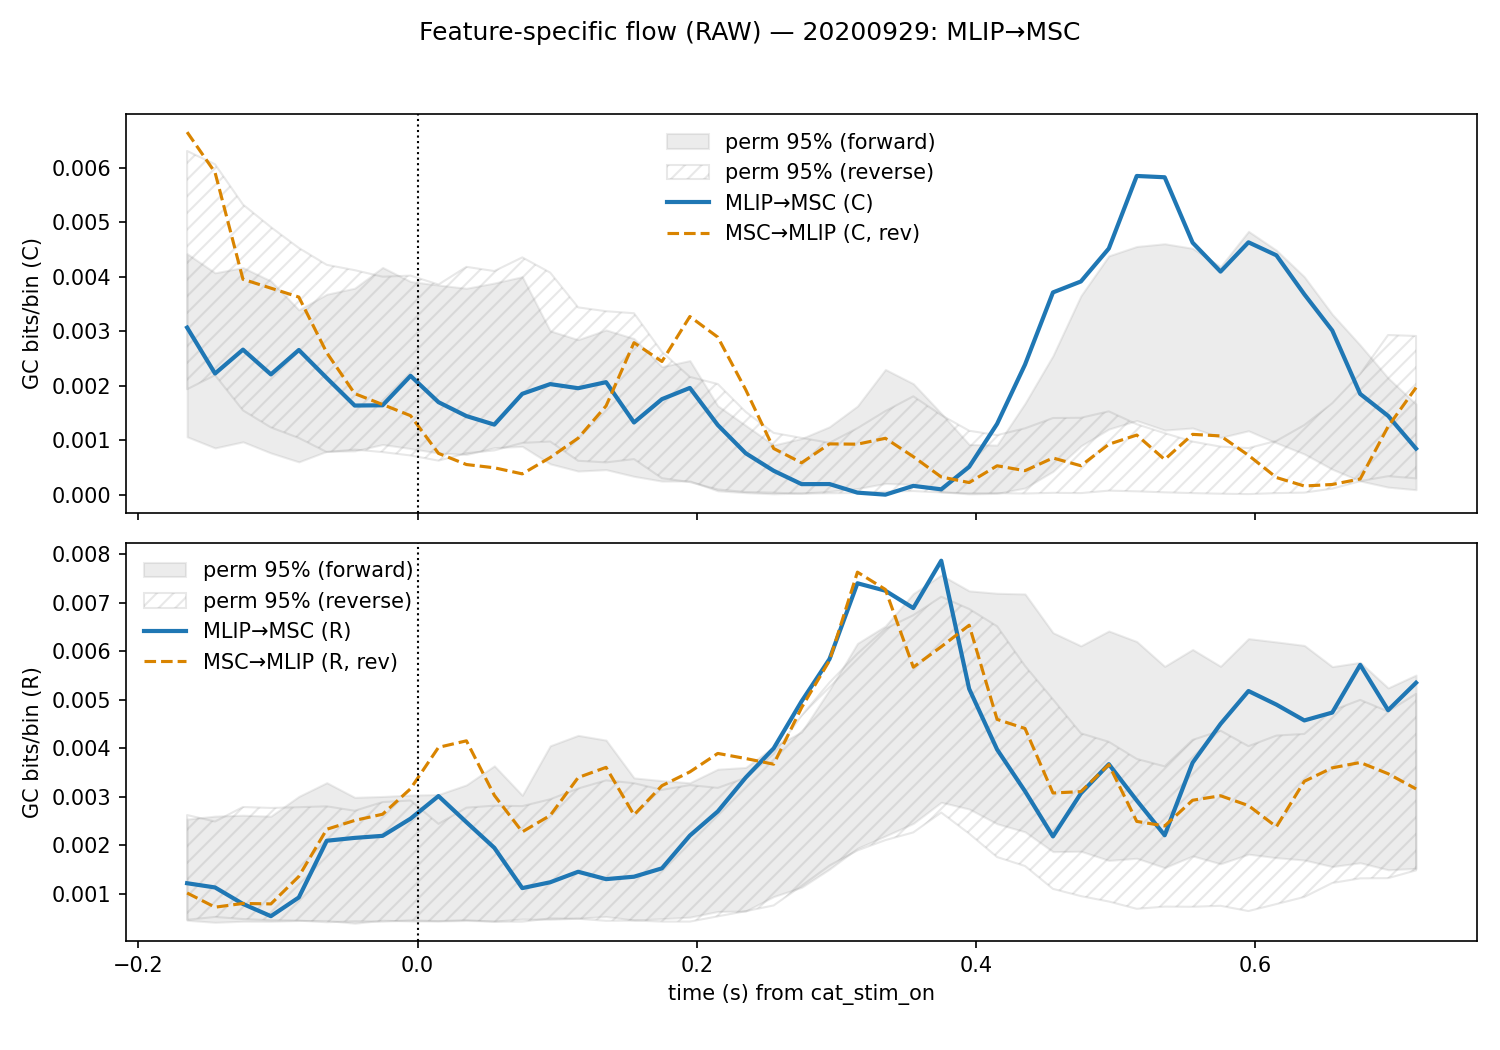 Feature-specific flow (RAW) — 20200929: MLIP→MSC
GC bits/bin (C)
0.006
0.005
0.004
0.003
0.002
0.001
0.000
perm 95% (forward)
perm 95% (reverse)
MLIP→MSC (C)
MSC→MLIP (C, rev)
GC bits/bin (R)
0.008
0.007
0.006
0.005
0.004
0.003
0.002
0.001
perm 95% (forward)
perm 95% (reverse)
MLIP→MSC (R)
MSC→MLIP (R, rev)
−0.2 0.0 0.2 0.4 0.6
time (s) from cat_stim_on